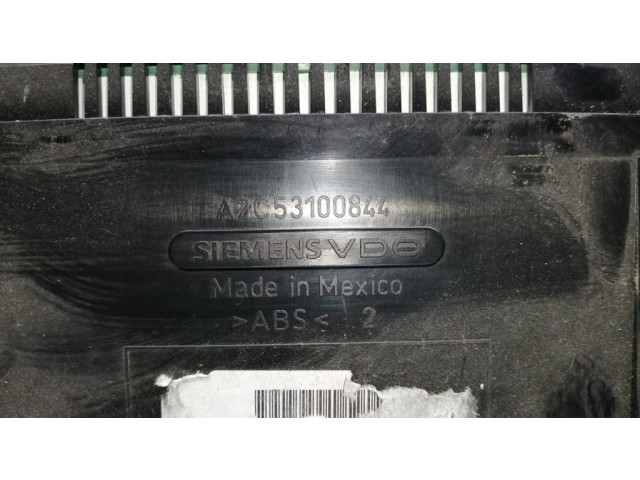 A2C53100844
SIEMENS VDO
Made in Mexico
>ABS< 2